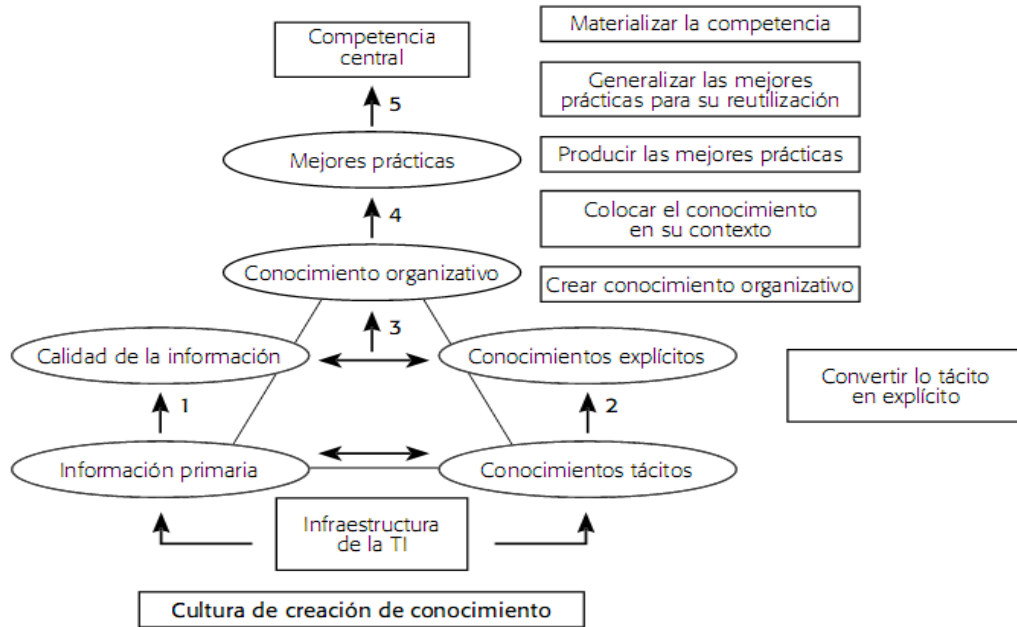 Competencia
central
Materializar la competencia
5
Generalizar las mejores
prácticas para su reutilización
Mejores prácticas
Producir las mejores prácticas
4
Colocar el conocimiento
en su contexto
Conocimiento organizativo
Crear conocimiento organizativo
3
Calidad de la información
Conocimientos explícitos
Convertir lo tácito
en explícito
1
2
Información primaria
Conocimientos tácitos
Infraestructura
de la TI
Cultura de creación de conocimiento